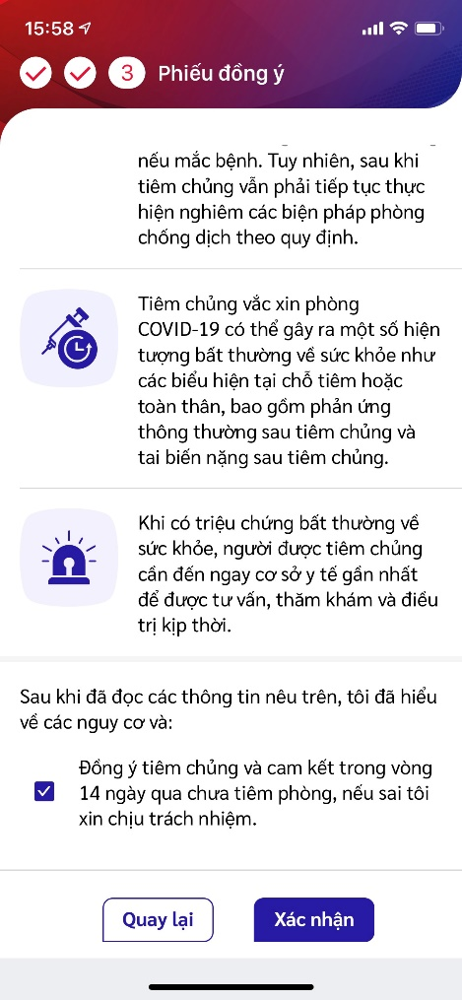 15:58
3 Phiếu đồng ý
nếu mắc bệnh. Tuy nhiên, sau khi
tiêm chủng vẫn phải tiếp tục thực
hiện nghiêm các biện pháp phòng
chống dịch theo quy định.
Tiêm chủng vắc xin phòng
COVID-19 có thể gây ra một số hiện
tượng bất thường về sức khỏe như
các biểu hiện tại chỗ tiêm hoặc
toàn thân, bao gồm phản ứng
thông thường sau tiêm chủng và
tai biến nặng sau tiêm chủng.
Khi có triệu chứng bất thường về
sức khỏe, người được tiêm chủng
cần đến ngay cơ sở y tế gần nhất
để được tư vấn, thăm khám và điều
trị kịp thời.
Sau khi đã đọc các thông tin nêu trên, tôi đã hiểu
về các nguy cơ và:
Đồng ý tiêm chủng và cam kết trong vòng
14 ngày qua chưa tiêm phòng, nếu sai tôi
xin chịu trách nhiệm.
Quay lại
Xác nhận